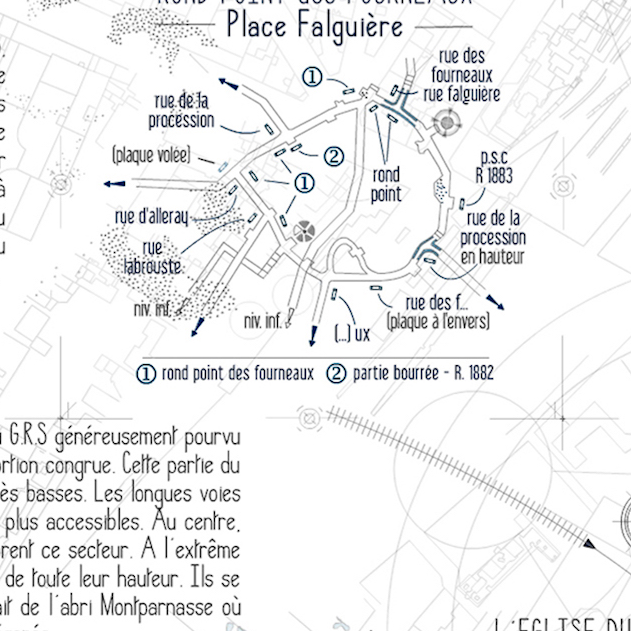 ROND POINT DES FOURNEAUX
Place Falguière
①
rue des
fourneaux
rue falguière
rue de la
procession
(plaque volée)
②
①
rond
point
p.s.c
R 1883
rue d'alleray
rue
labrouste
rue de la
procession
en hauteur
niv. inf.
niv. inf.
(...) ux
rue des f...
(plaque à l'envers)
① rond point des fourneaux ② partie bourrée - R. 1882
G.R.S généreusement pourvu
congrue. Cette partie du
basses. Les longues voies
plus accessibles. Au centre,
ce secteur. A l'extrême
de toute leur hauteur. Ils se
de l'abri Montparnasse où
L'EGLISE DU